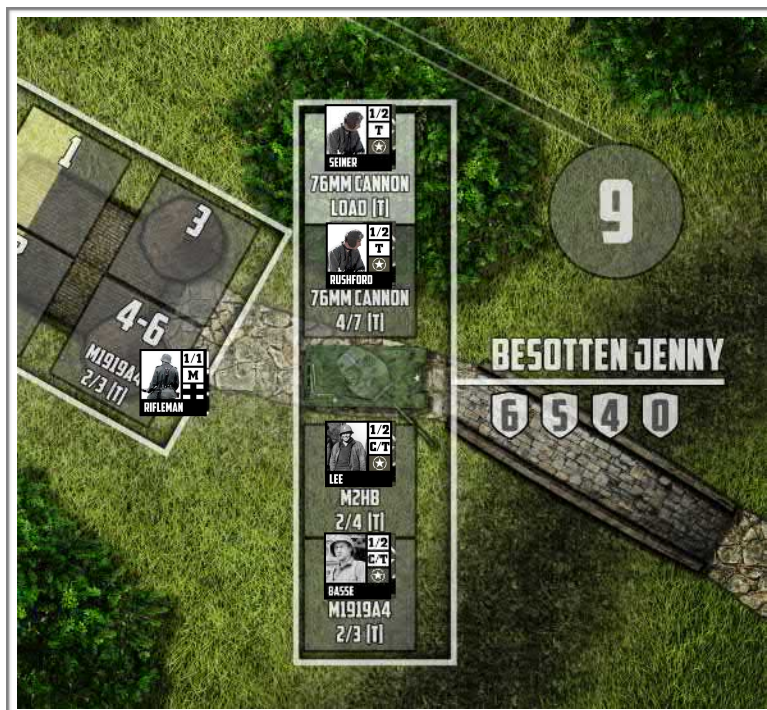 1
3
4-6
M1919A4
2/3 [T]
1/1
M
RIFLEMAN
1/2
T
SEINER
76MM CANNON
LOAD [T]
1/2
T
RUSHFORD
76MM CANNON
4/7 [T]
1/2
C/T
LEE
M2HB
2/4 [T]
1/2
C/T
BASSE
M1919A4
2/3 [T]
9
BESOTTEN JENNY
6 5 4 0